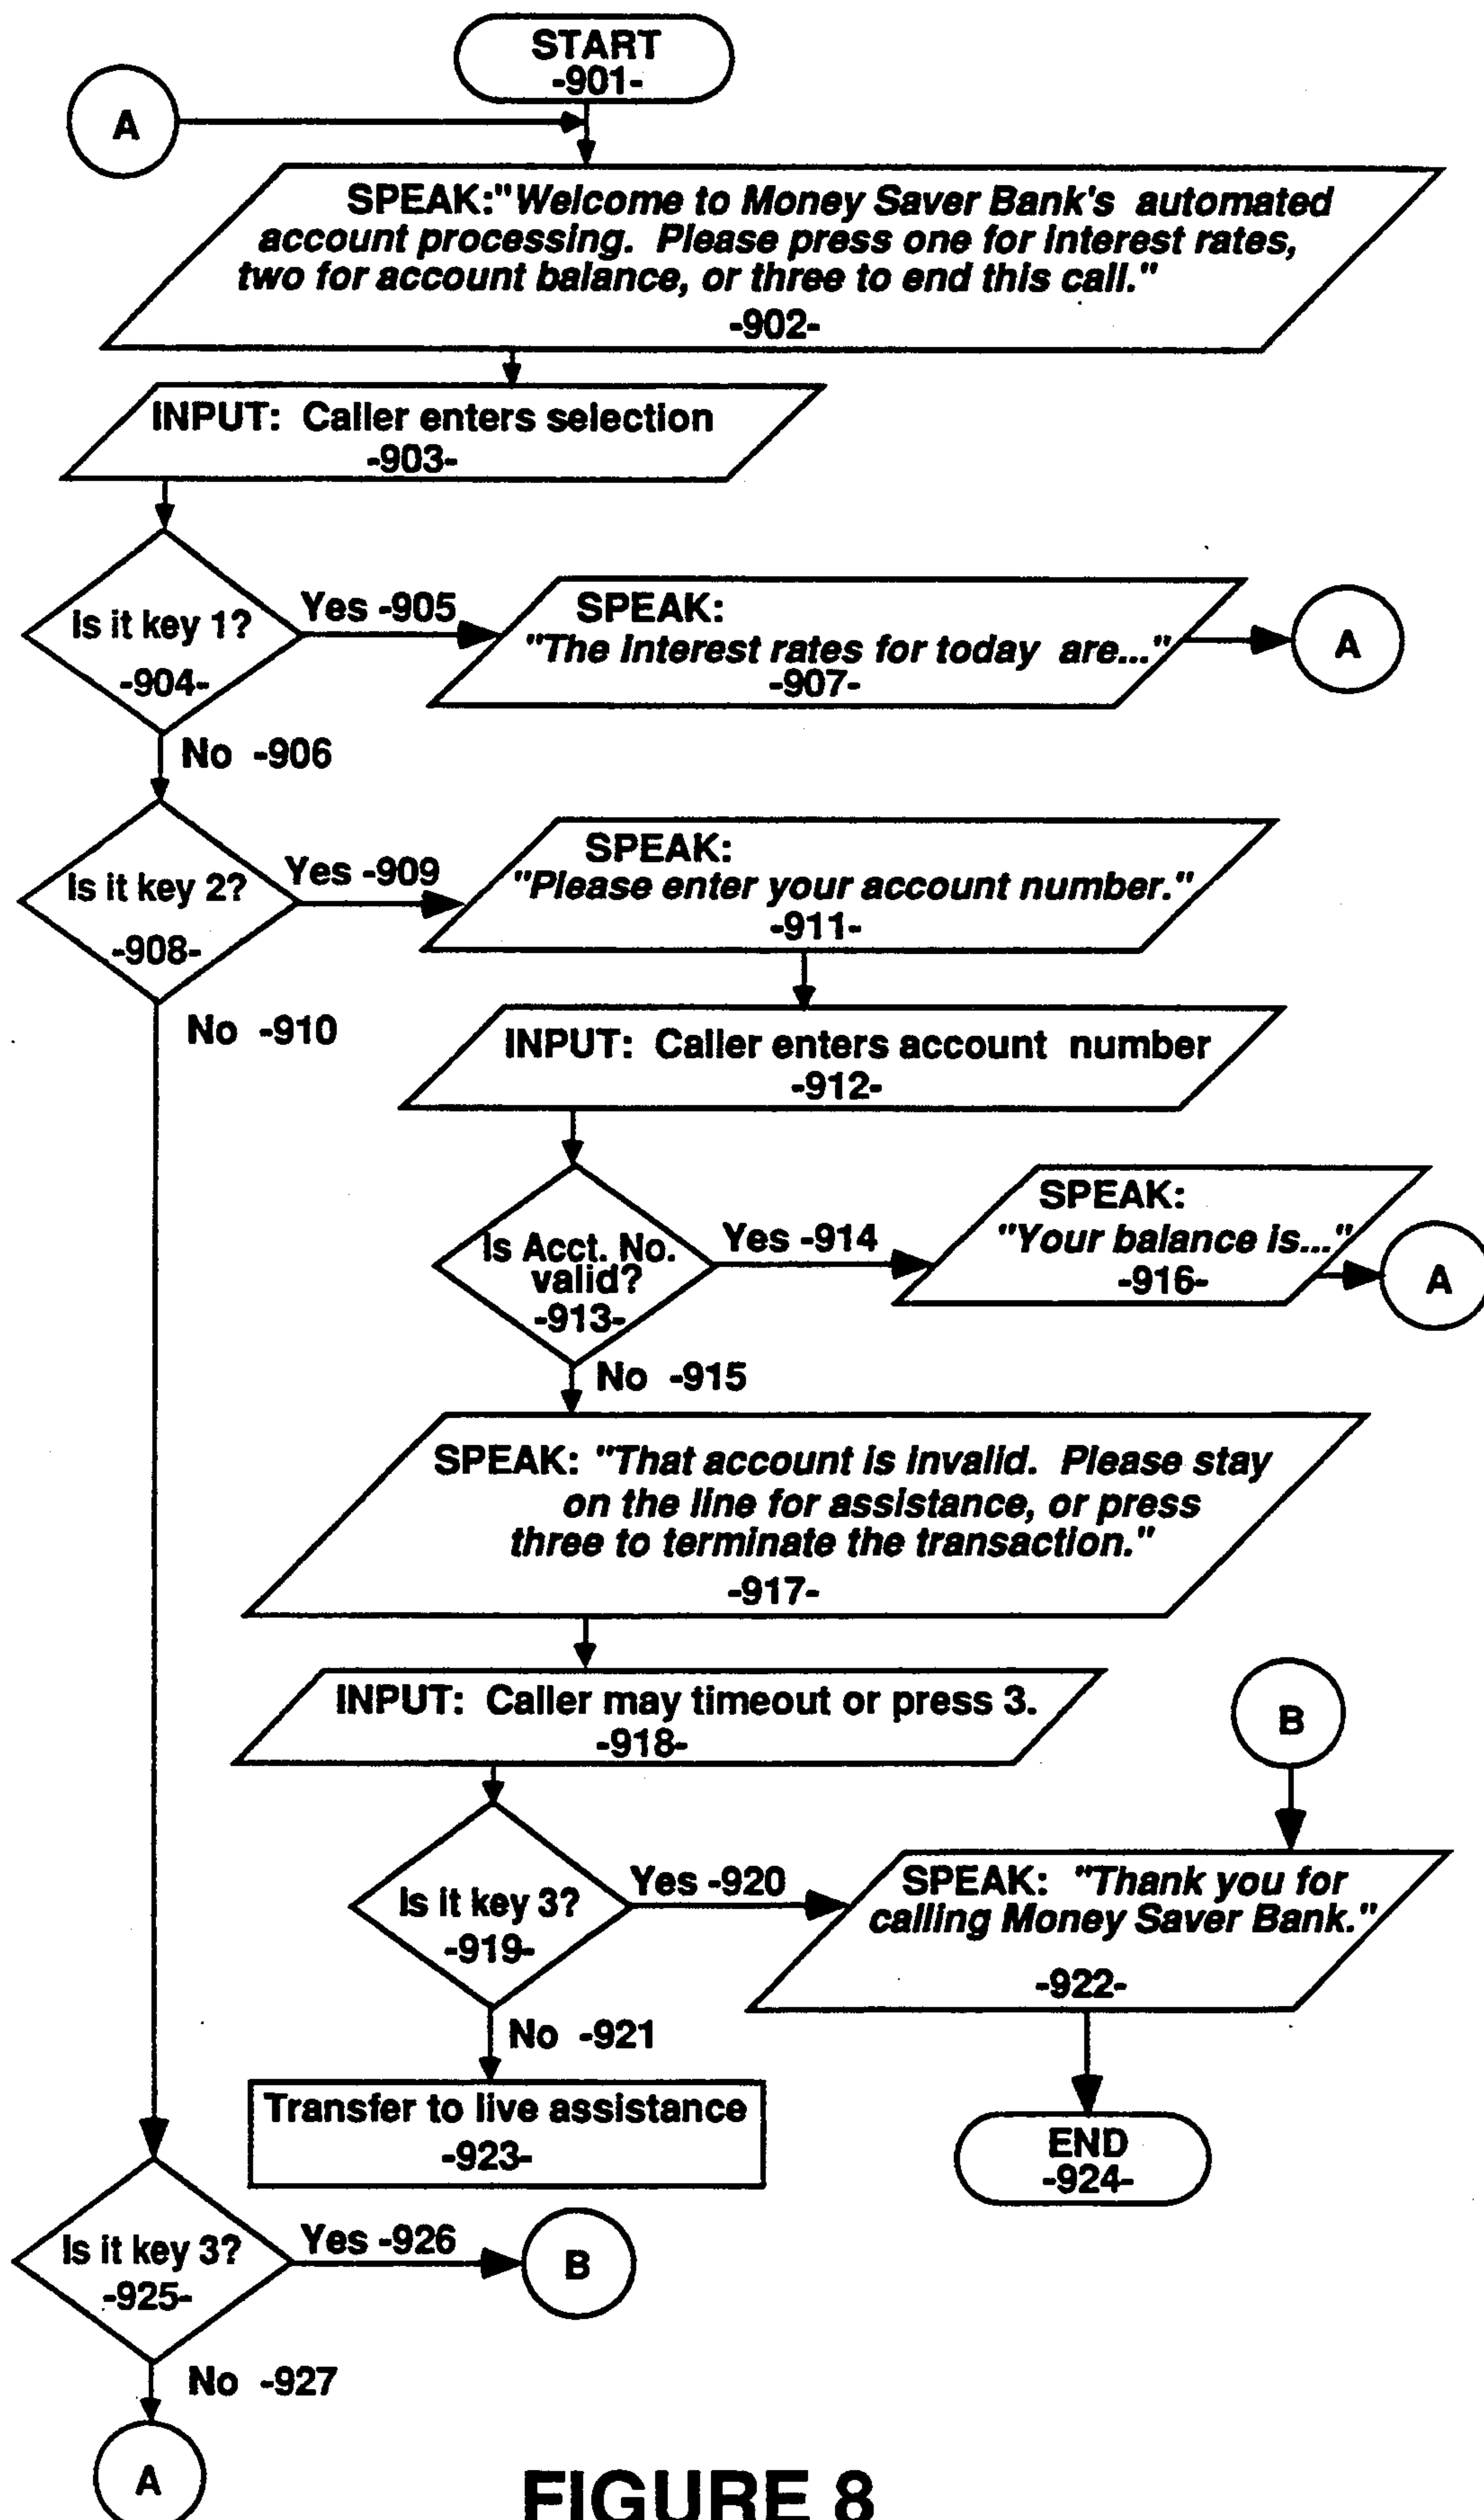 START
-901-
A
SPEAK:"Welcome to Money Saver Bank's automated
account processing. Please press one for interest rates,
two for account balance, or three to end this call."
-902-
INPUT: Caller enters selection
-903-
Is it key 1?
-904-
Yes -905
SPEAK:
"The interest rates for today are..."
-907-
A
No -906
Is it key 2?
-908-
Yes -909
SPEAK:
"Please enter your account number."
-911-
No -910
INPUT: Caller enters account number
-912-
Is Acct. No.
valid?
-913-
Yes -914
SPEAK:
"Your balance is..."
-916-
A
No -915
SPEAK: "That account is invalid. Please stay
on the line for assistance, or press
three to terminate the transaction."
-917-
INPUT: Caller may timeout or press 3.
-918-
B
Is it key 3?
-919-
Yes -920
SPEAK: "Thank you for
calling Money Saver Bank."
-922-
No -921
Transfer to live assistance
-923-
END
-924-
Is it key 3?
-925-
Yes -926
B
No -927
A
FIGURE 8